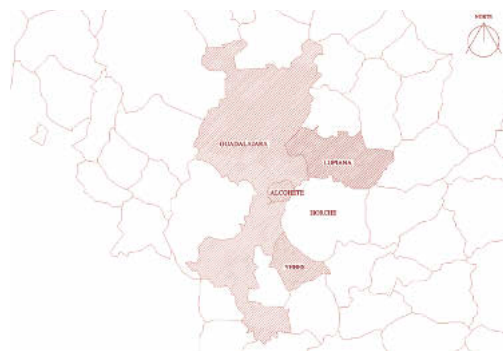 NORTE
GUADALAJARA
LUPIANA
ALCOHETE
HORCHE
YEBES